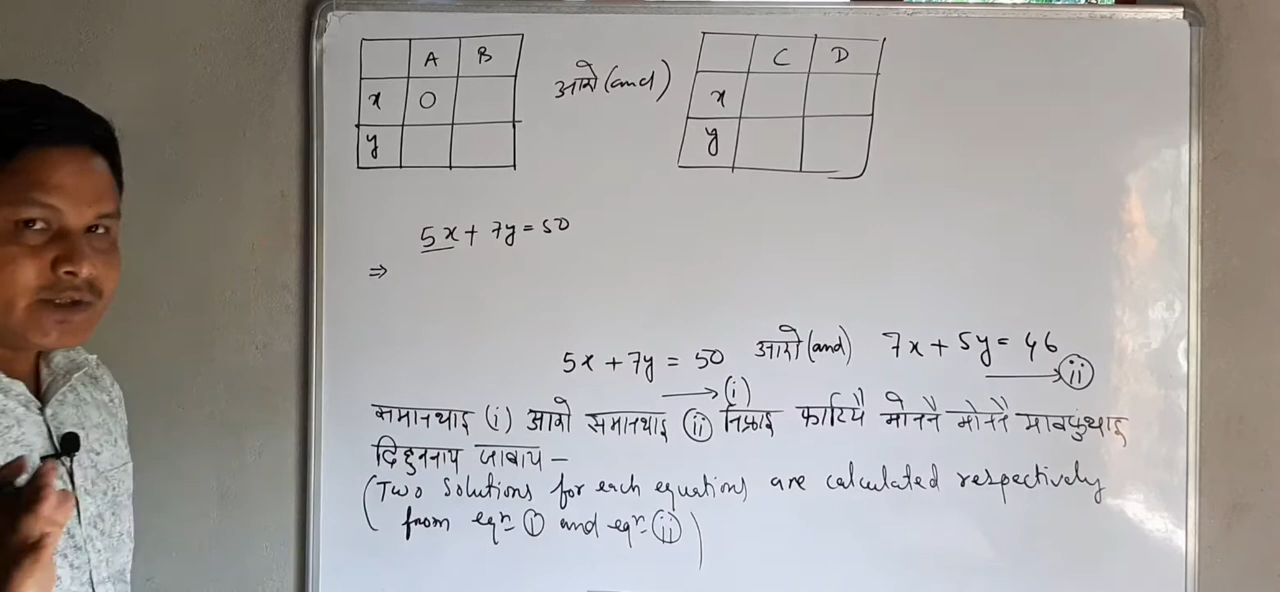 A B
x 0
y
आरो (and)
C D
x
y
5x + 7y = 50
⇒
5x + 7y = 50 आरो (and) 7x + 5y = 46
→ (i) → (ii)
समानथाइ (i) आरो समानथाइ (ii) निफ्राइ फारियै मोननै मोननै मावफुंथाइ
दिहुननाय जाबाय –
(Two solutions for each equations are calculated respectively
from eqn (i) and eqn (ii))